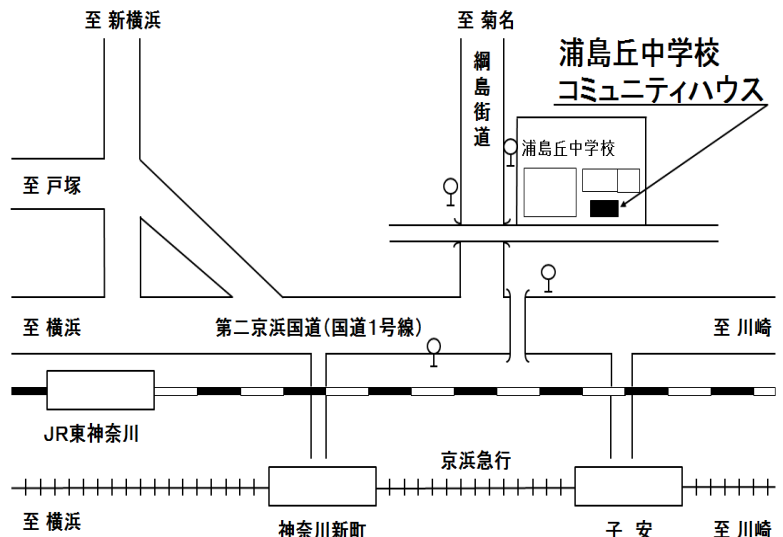 至 新横浜
至 菊名
綱島街道
浦島丘中学校
コミュニティハウス
浦島丘中学校
至 戸塚
至 横浜
第二京浜国道(国道1号線)
至 川崎
JR東神奈川
京浜急行
至 横浜
神奈川新町
子 安
至 川崎